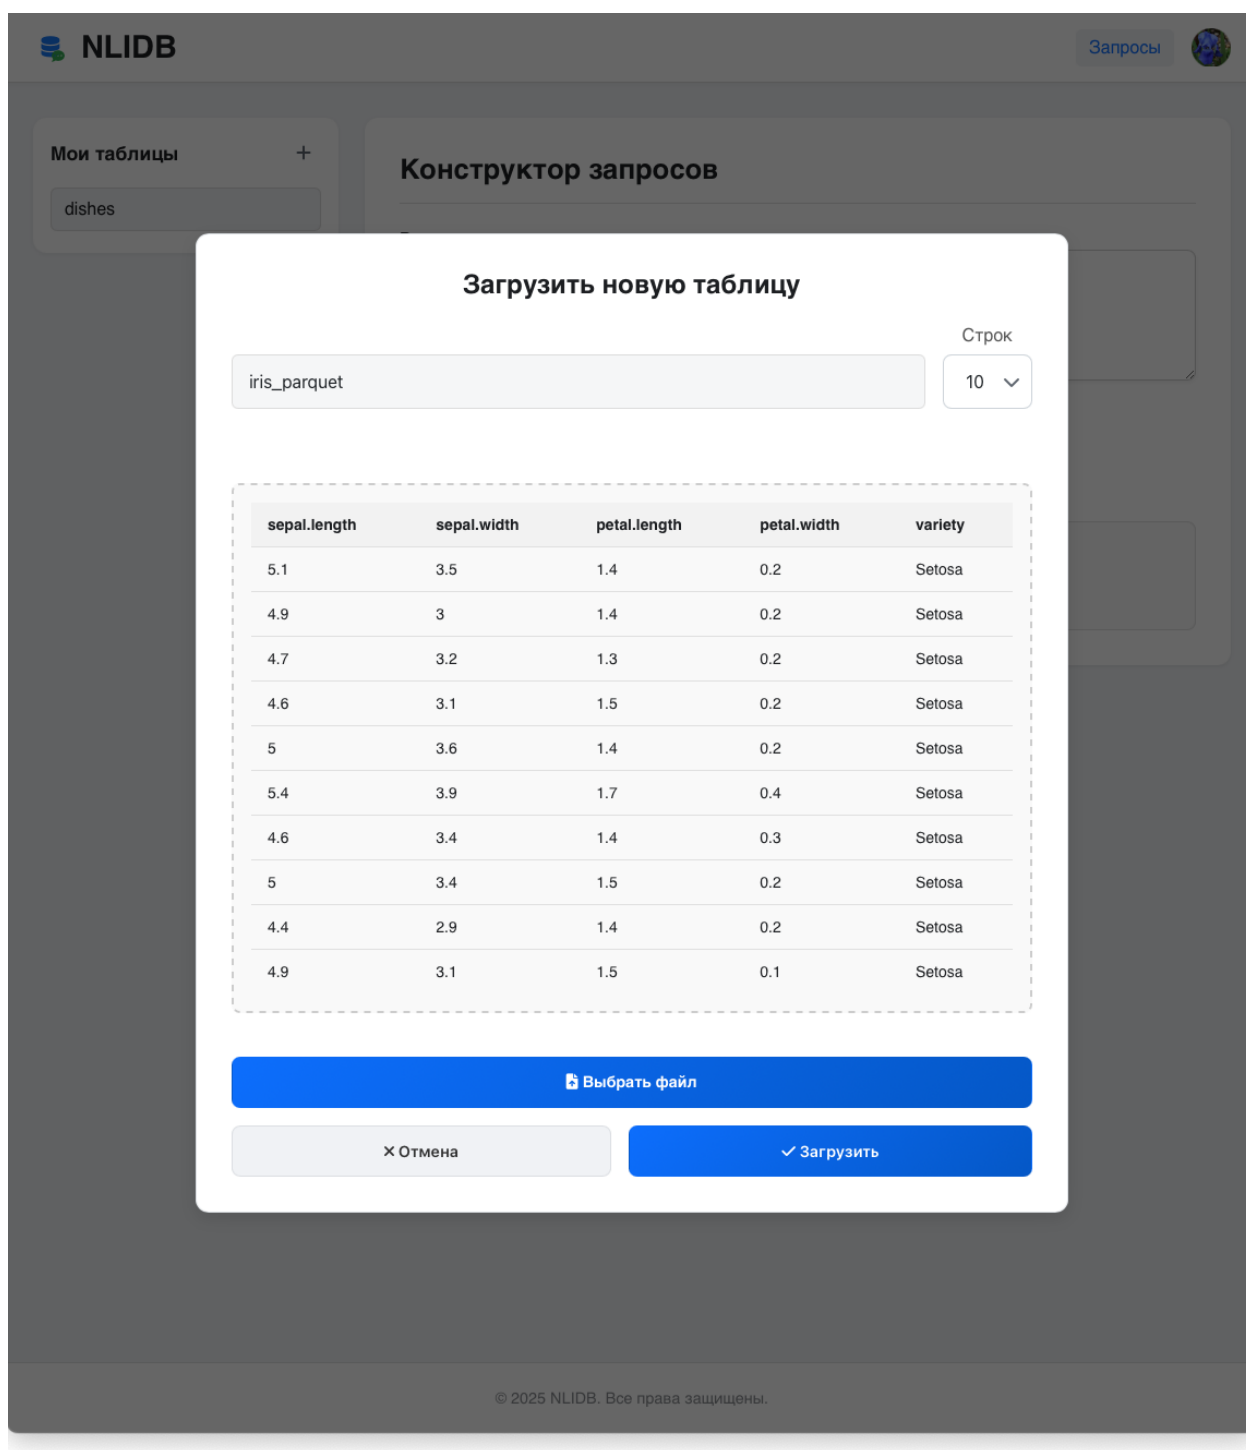 NLIDB
Запросы
Мои таблицы +
dishes
Конструктор запросов
Загрузить новую таблицу
Строк
iris_parquet
10
sepal.length sepal.width petal.length petal.width variety
5.1 3.5 1.4 0.2 Setosa
4.9 3 1.4 0.2 Setosa
4.7 3.2 1.3 0.2 Setosa
4.6 3.1 1.5 0.2 Setosa
5 3.6 1.4 0.2 Setosa
5.4 3.9 1.7 0.4 Setosa
4.6 3.4 1.4 0.3 Setosa
5 3.4 1.5 0.2 Setosa
4.4 2.9 1.4 0.2 Setosa
4.9 3.1 1.5 0.1 Setosa
Выбрать файл
Отмена
Загрузить
© 2025 NLIDB. Все права защищены.